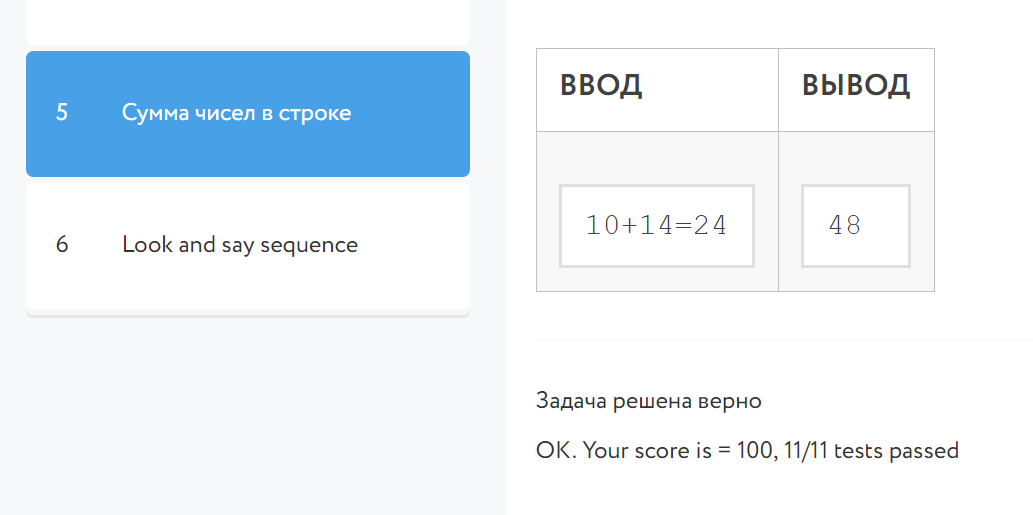 5 Сумма чисел в строке
6 Look and say sequence
ВВОД ВЫВОД
10+14=24 48
Задача решена верно
OK. Your score is = 100, 11/11 tests passed